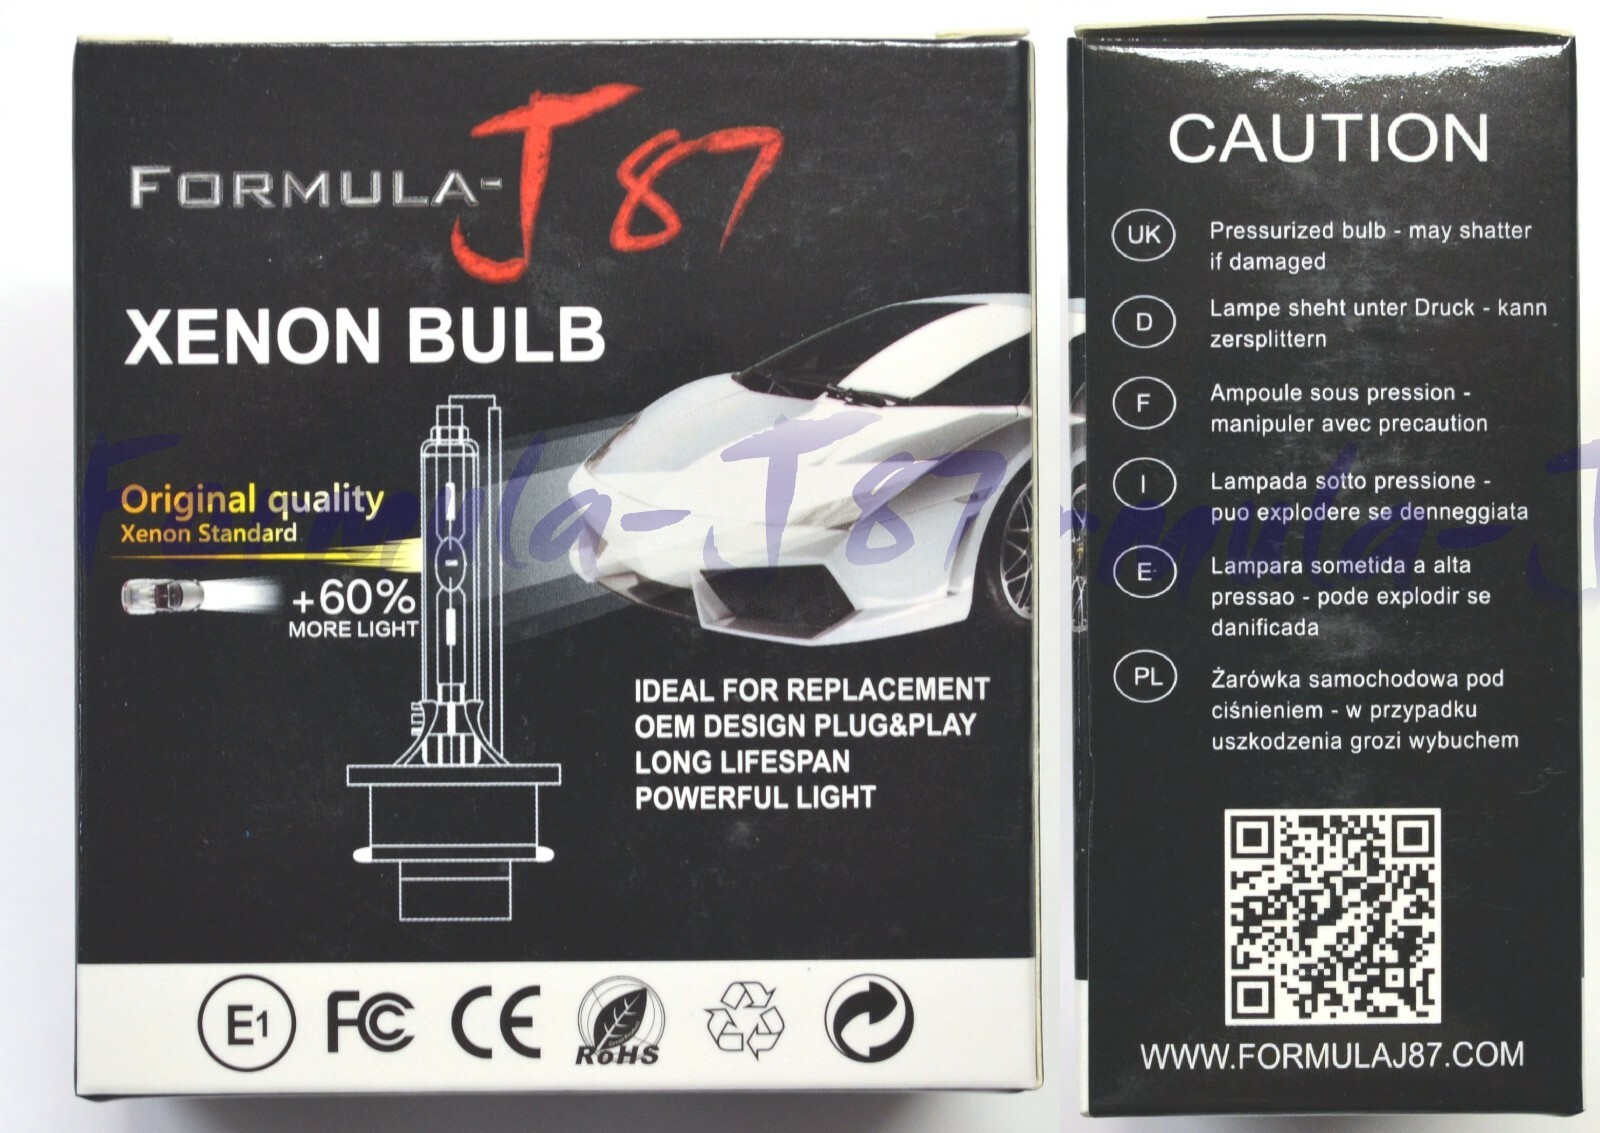 FORMULA-J87
XENON BULB
Original quality
Xenon Standard
+60%
MORE LIGHT
IDEAL FOR REPLACEMENT
OEM DESIGN PLUG&PLAY
LONG LIFESPAN
POWERFUL LIGHT
E1
FC
CE
RoHS
CAUTION
UK
Pressurized bulb - may shatter
if damaged
D
Lampe sheht unter Druck - kann
zersplittern
F
Ampoule sous pression -
manipuler avec precaution
I
Lampada sotto pressione -
puo explodere se denneggiata
E
Lampara sometida a alta
pressao - pode explodir se
danificada
PL
Żarówka samochodowa pod
ciśnieniem - w przypadku
uszkodzenia grozi wybuchem
WWW.FORMULAJ87.COM
Formula-J87